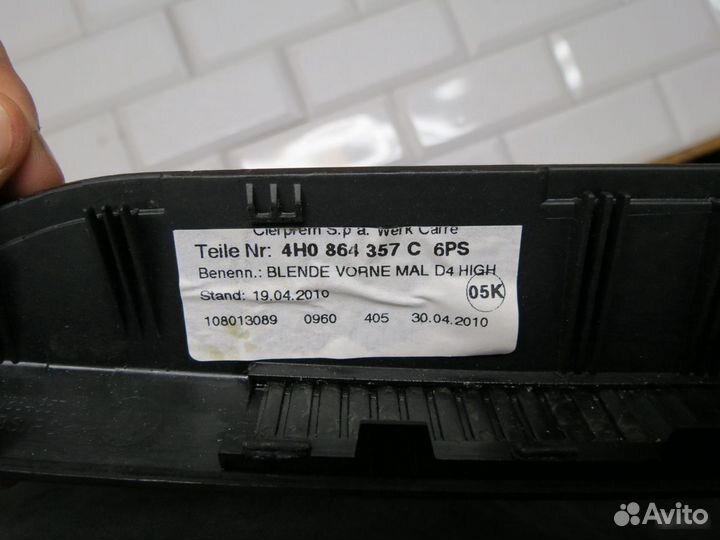 Cierprem S.p a. Werk Carre
Teile Nr: 4H0 864 357 C 6PS
Benenn.: BLENDE VORNE MAL D4 HIGH
Stand: 19.04.2010
05K
108013089 0960 405 30.04.2010
Avito